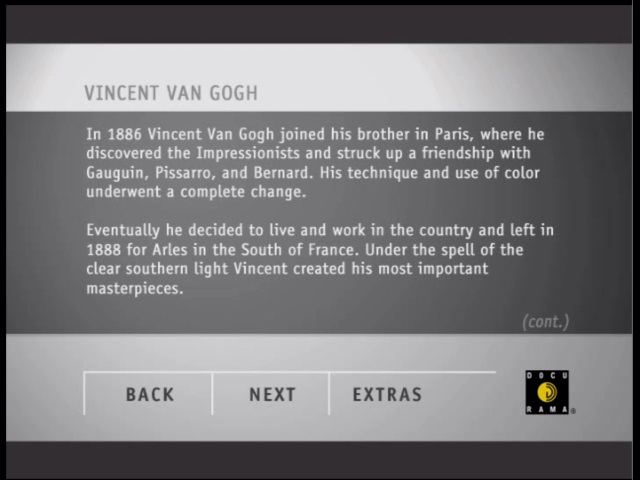 VINCENT VAN GOGH
In 1886 Vincent Van Gogh joined his brother in Paris, where he
discovered the Impressionists and struck up a friendship with
Gauguin, Pissarro, and Bernard. His technique and use of color
underwent a complete change.
Eventually he decided to live and work in the country and left in
1888 for Arles in the South of France. Under the spell of the
clear southern light Vincent created his most important
masterpieces.
(cont.)
BACK NEXT EXTRAS
DOCU
RAMA®